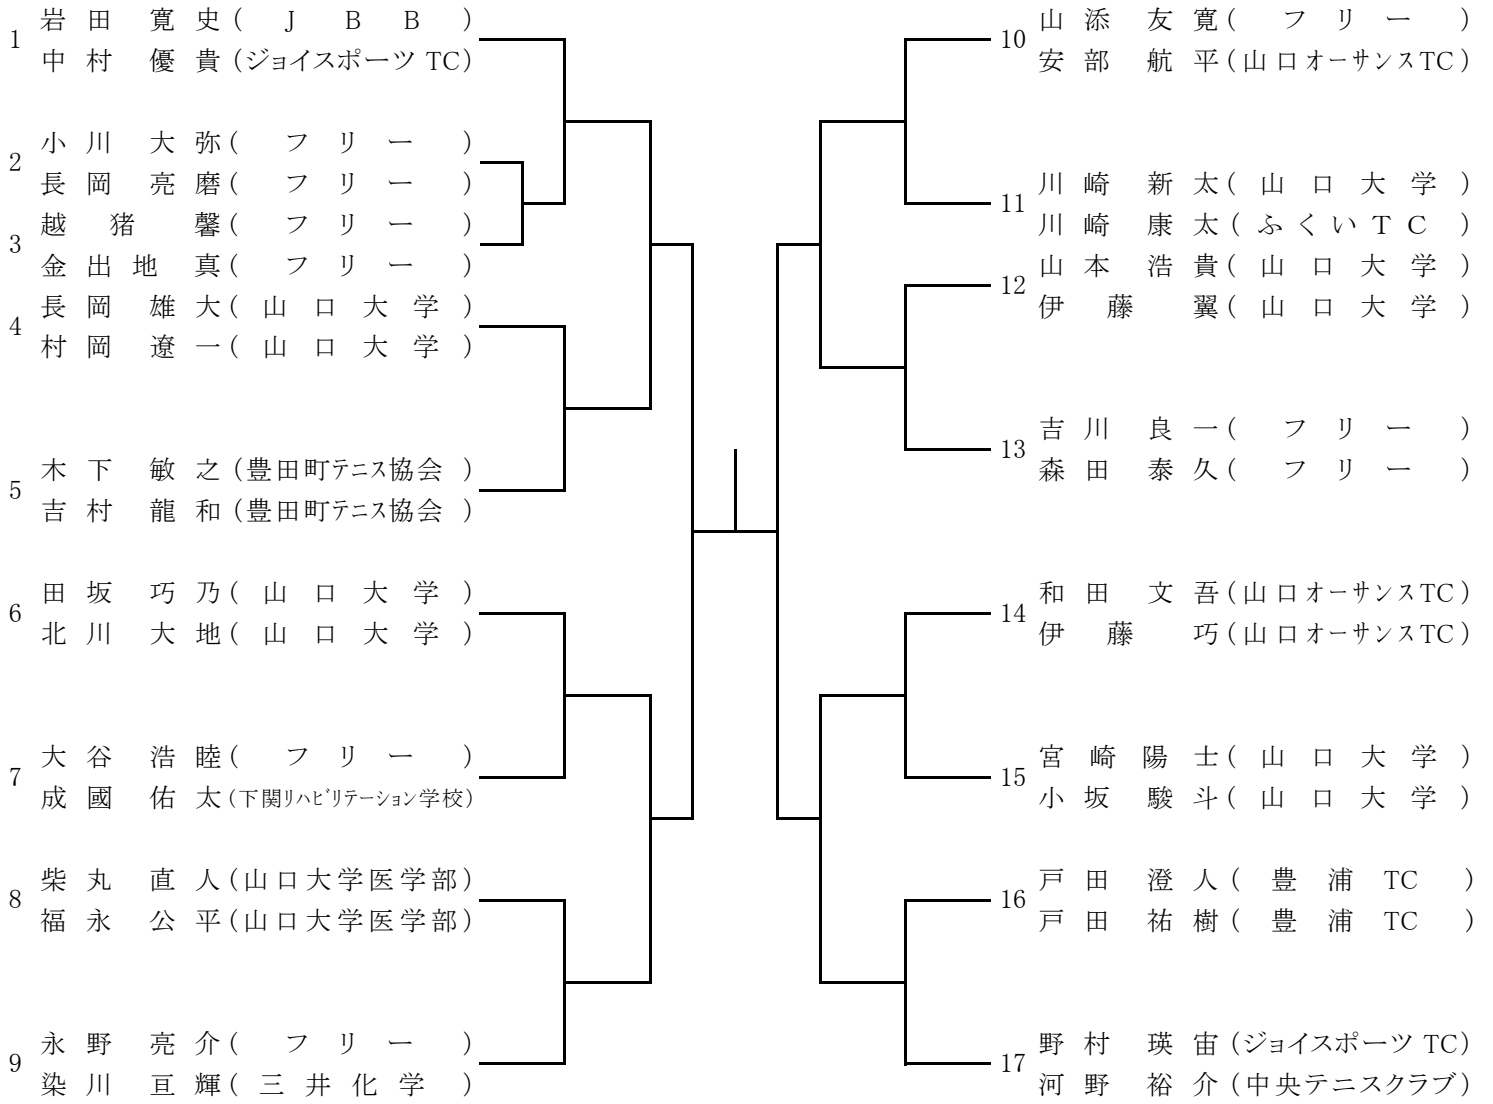 1 岩田 寛史(JBB)
中村 優貴(ジョイスポーツTC)
2 小川 大弥(フリー)
長岡 亮磨(フリー)
3 越猪 馨(フリー)
金出地 真(フリー)
4 長岡 雄大(山口大学)
村岡 遼一(山口大学)
5 木下 敏之(豊田町テニス協会)
吉村 龍和(豊田町テニス協会)
6 田坂 巧乃(山口大学)
北川 大地(山口大学)
7 大谷 浩睦(フリー)
成國 佑太(下関リハビリテーション学校)
8 柴丸 直人(山口大学医学部)
福永 公平(山口大学医学部)
9 永野 亮介(フリー)
染川 亘輝(三井化学)
10 山添 友寛(フリー)
安部 航平(山口オーサンスTC)
11 川崎 新太(山口大学)
川崎 康太(ふくいTC)
12 山本 浩貴(山口大学)
伊藤 翼(山口大学)
13 吉川 良一(フリー)
森田 泰久(フリー)
14 和田 文吾(山口オーサンスTC)
伊藤 巧(山口オーサンスTC)
15 宮崎 陽士(山口大学)
小坂 駿斗(山口大学)
16 戸田 澄人(豊浦TC)
戸田 祐樹(豊浦TC)
17 野村 瑛宙(ジョイスポーツTC)
河野 裕介(中央テニスクラブ)